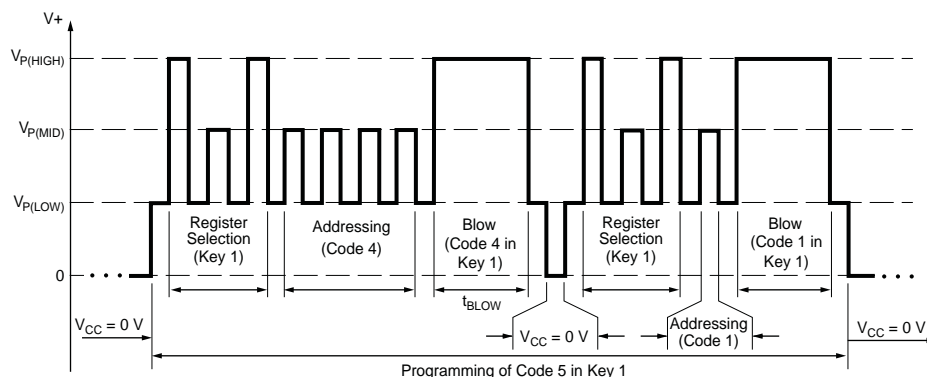 V+
VP(HIGH)
VP(MID)
VP(LOW)
0
Register
Selection
(Key 1)
Addressing
(Code 4)
Blow
(Code 4 in
Key 1)
Register
Selection
(Key 1)
Blow
(Code 1 in
Key 1)
tBLOW
VCC = 0 V
VCC = 0 V
Addressing
(Code 1)
VCC = 0 V
Programming of Code 5 in Key 1